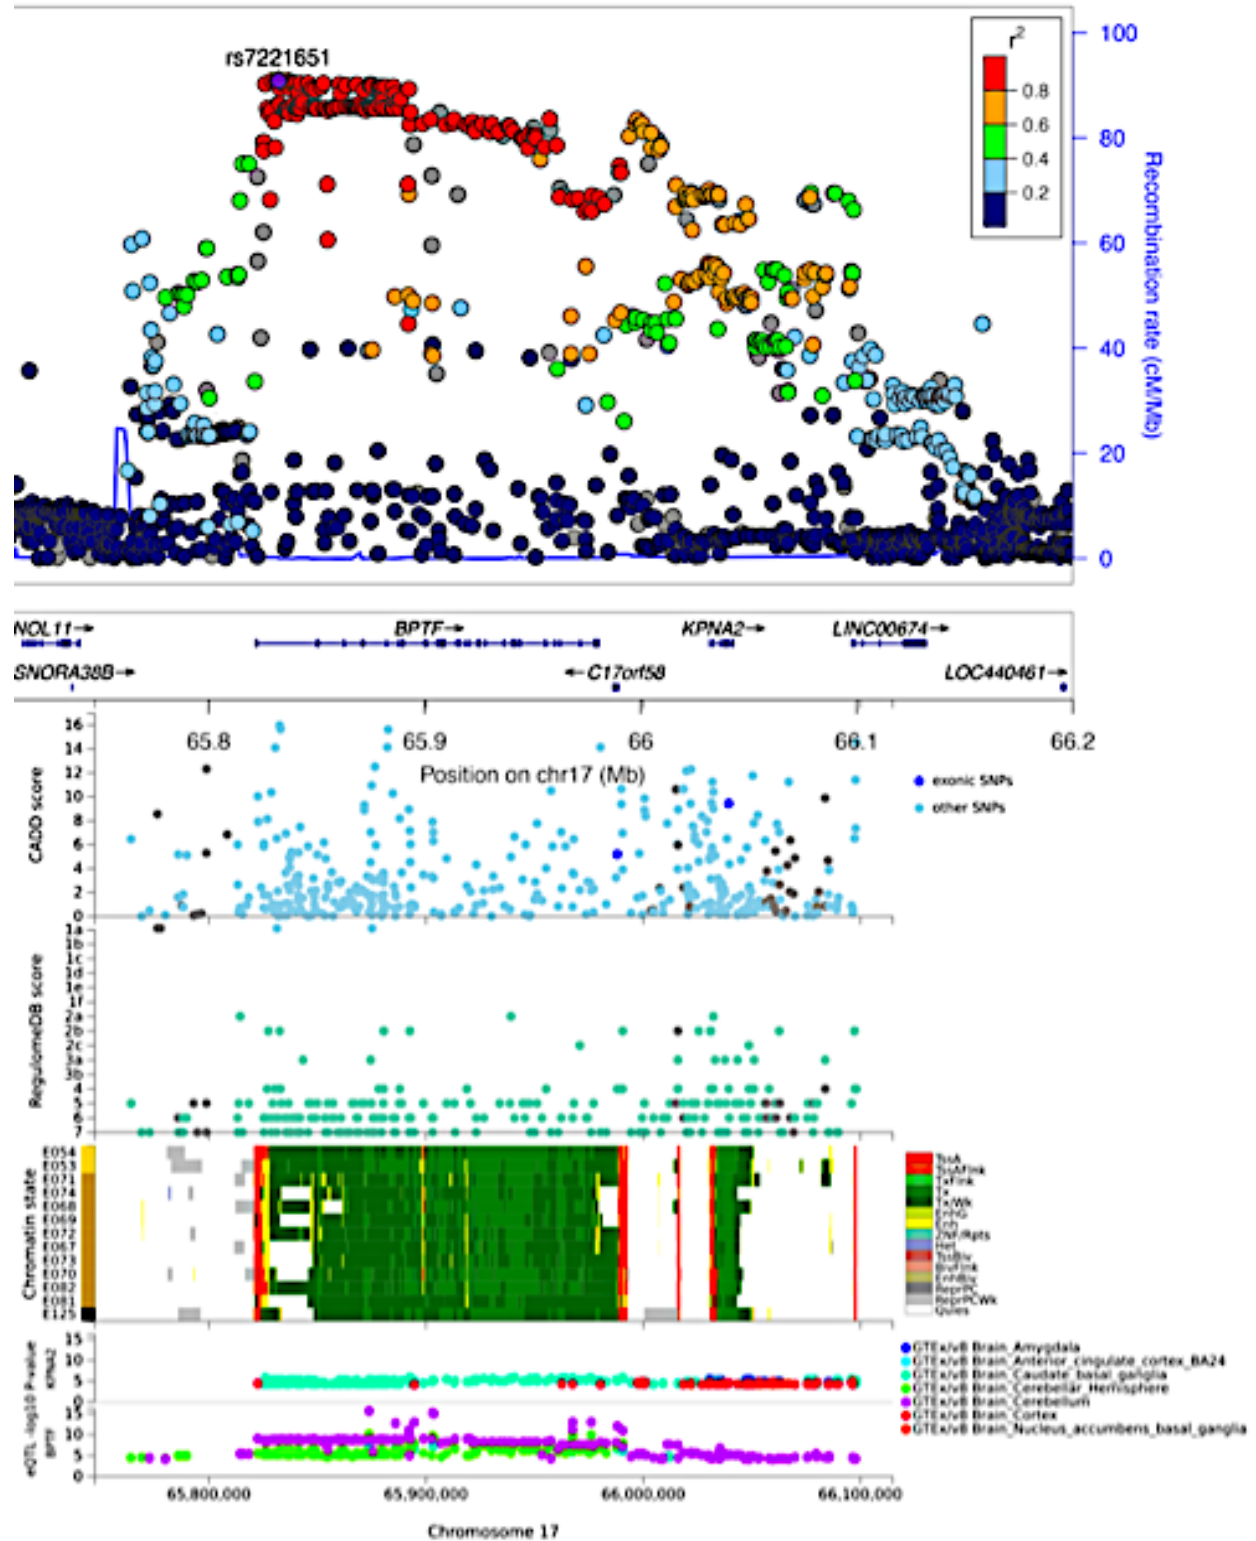 rs7221651
r2
0.8
0.6
0.4
0.2
100
80
60
40
20
0
Recombination rate (cM/Mb)
NOL11→
BPTF→
KPNA2→
LINC00674→
SNORA38B→
←C17orf58
LOC440461→
65.8
65.9
66
66.1
66.2
Position on chr17 (Mb)
CADD score
16
14
12
10
8
6
4
2
0
exonic SNPs
other SNPs
RegulomeDB score
1a
1b
1c
1d
1e
1f
2a
2b
2c
3a
3b
4
5
6
7
Chromatin state
E054
E053
E071
E074
E068
E069
E072
E067
E073
E070
E082
E081
E125
TssA
TssAFlnk
TxFlnk
Tx
TxWk
EnhG
Enh
ZNF/Rpts
Het
TssBiv
BivFlnk
EnhBiv
ReprPC
ReprPCWk
Quies
eQTL -log10 P-value
KPNA2
15
10
5
0
BPTF
15
10
5
0
GTEx/v8 Brain_Amygdala
GTEx/v8 Brain_Anterior_cingulate_cortex_BA24
GTEx/v8 Brain_Caudate_basal_ganglia
GTEx/v8 Brain_Cerebellar_Hemisphere
GTEx/v8 Brain_Cerebellum
GTEx/v8 Brain_Cortex
GTEx/v8 Brain_Nucleus_accumbens_basal_ganglia
65,800,000
65,900,000
66,000,000
66,100,000
Chromosome 17